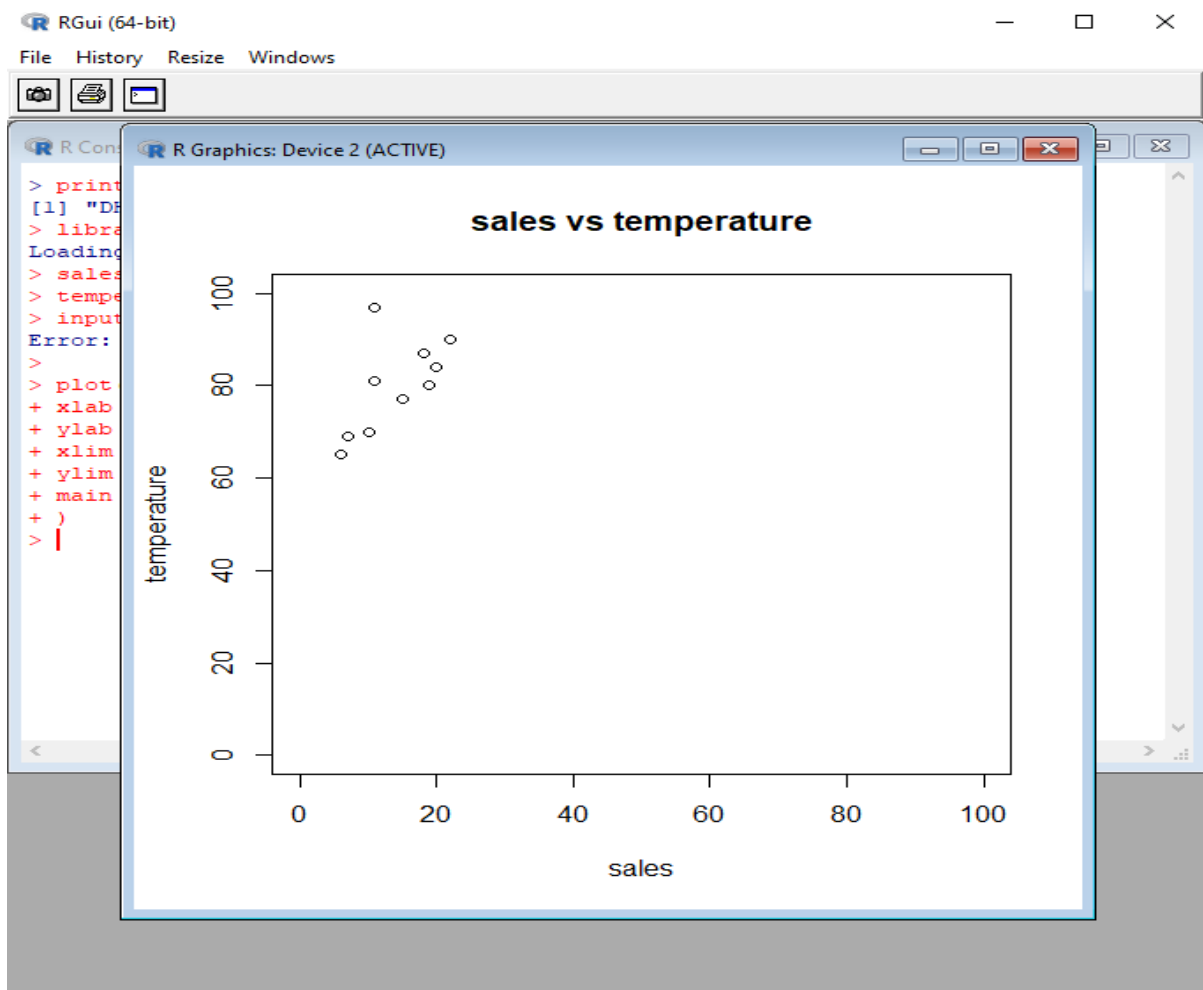 RGui (64-bit)
File History Resize Windows
R Cons
R Graphics: Device 2 (ACTIVE)
> print
[1] "DH
> libra
Loading
> sales
> tempe
> input
Error:
>
> plot
+ xlab
+ ylab
+ xlim
+ ylim
+ main
+ )
>
sales vs temperature
100
80
60
40
20
0
temperature
0 20 40 60 80 100
sales